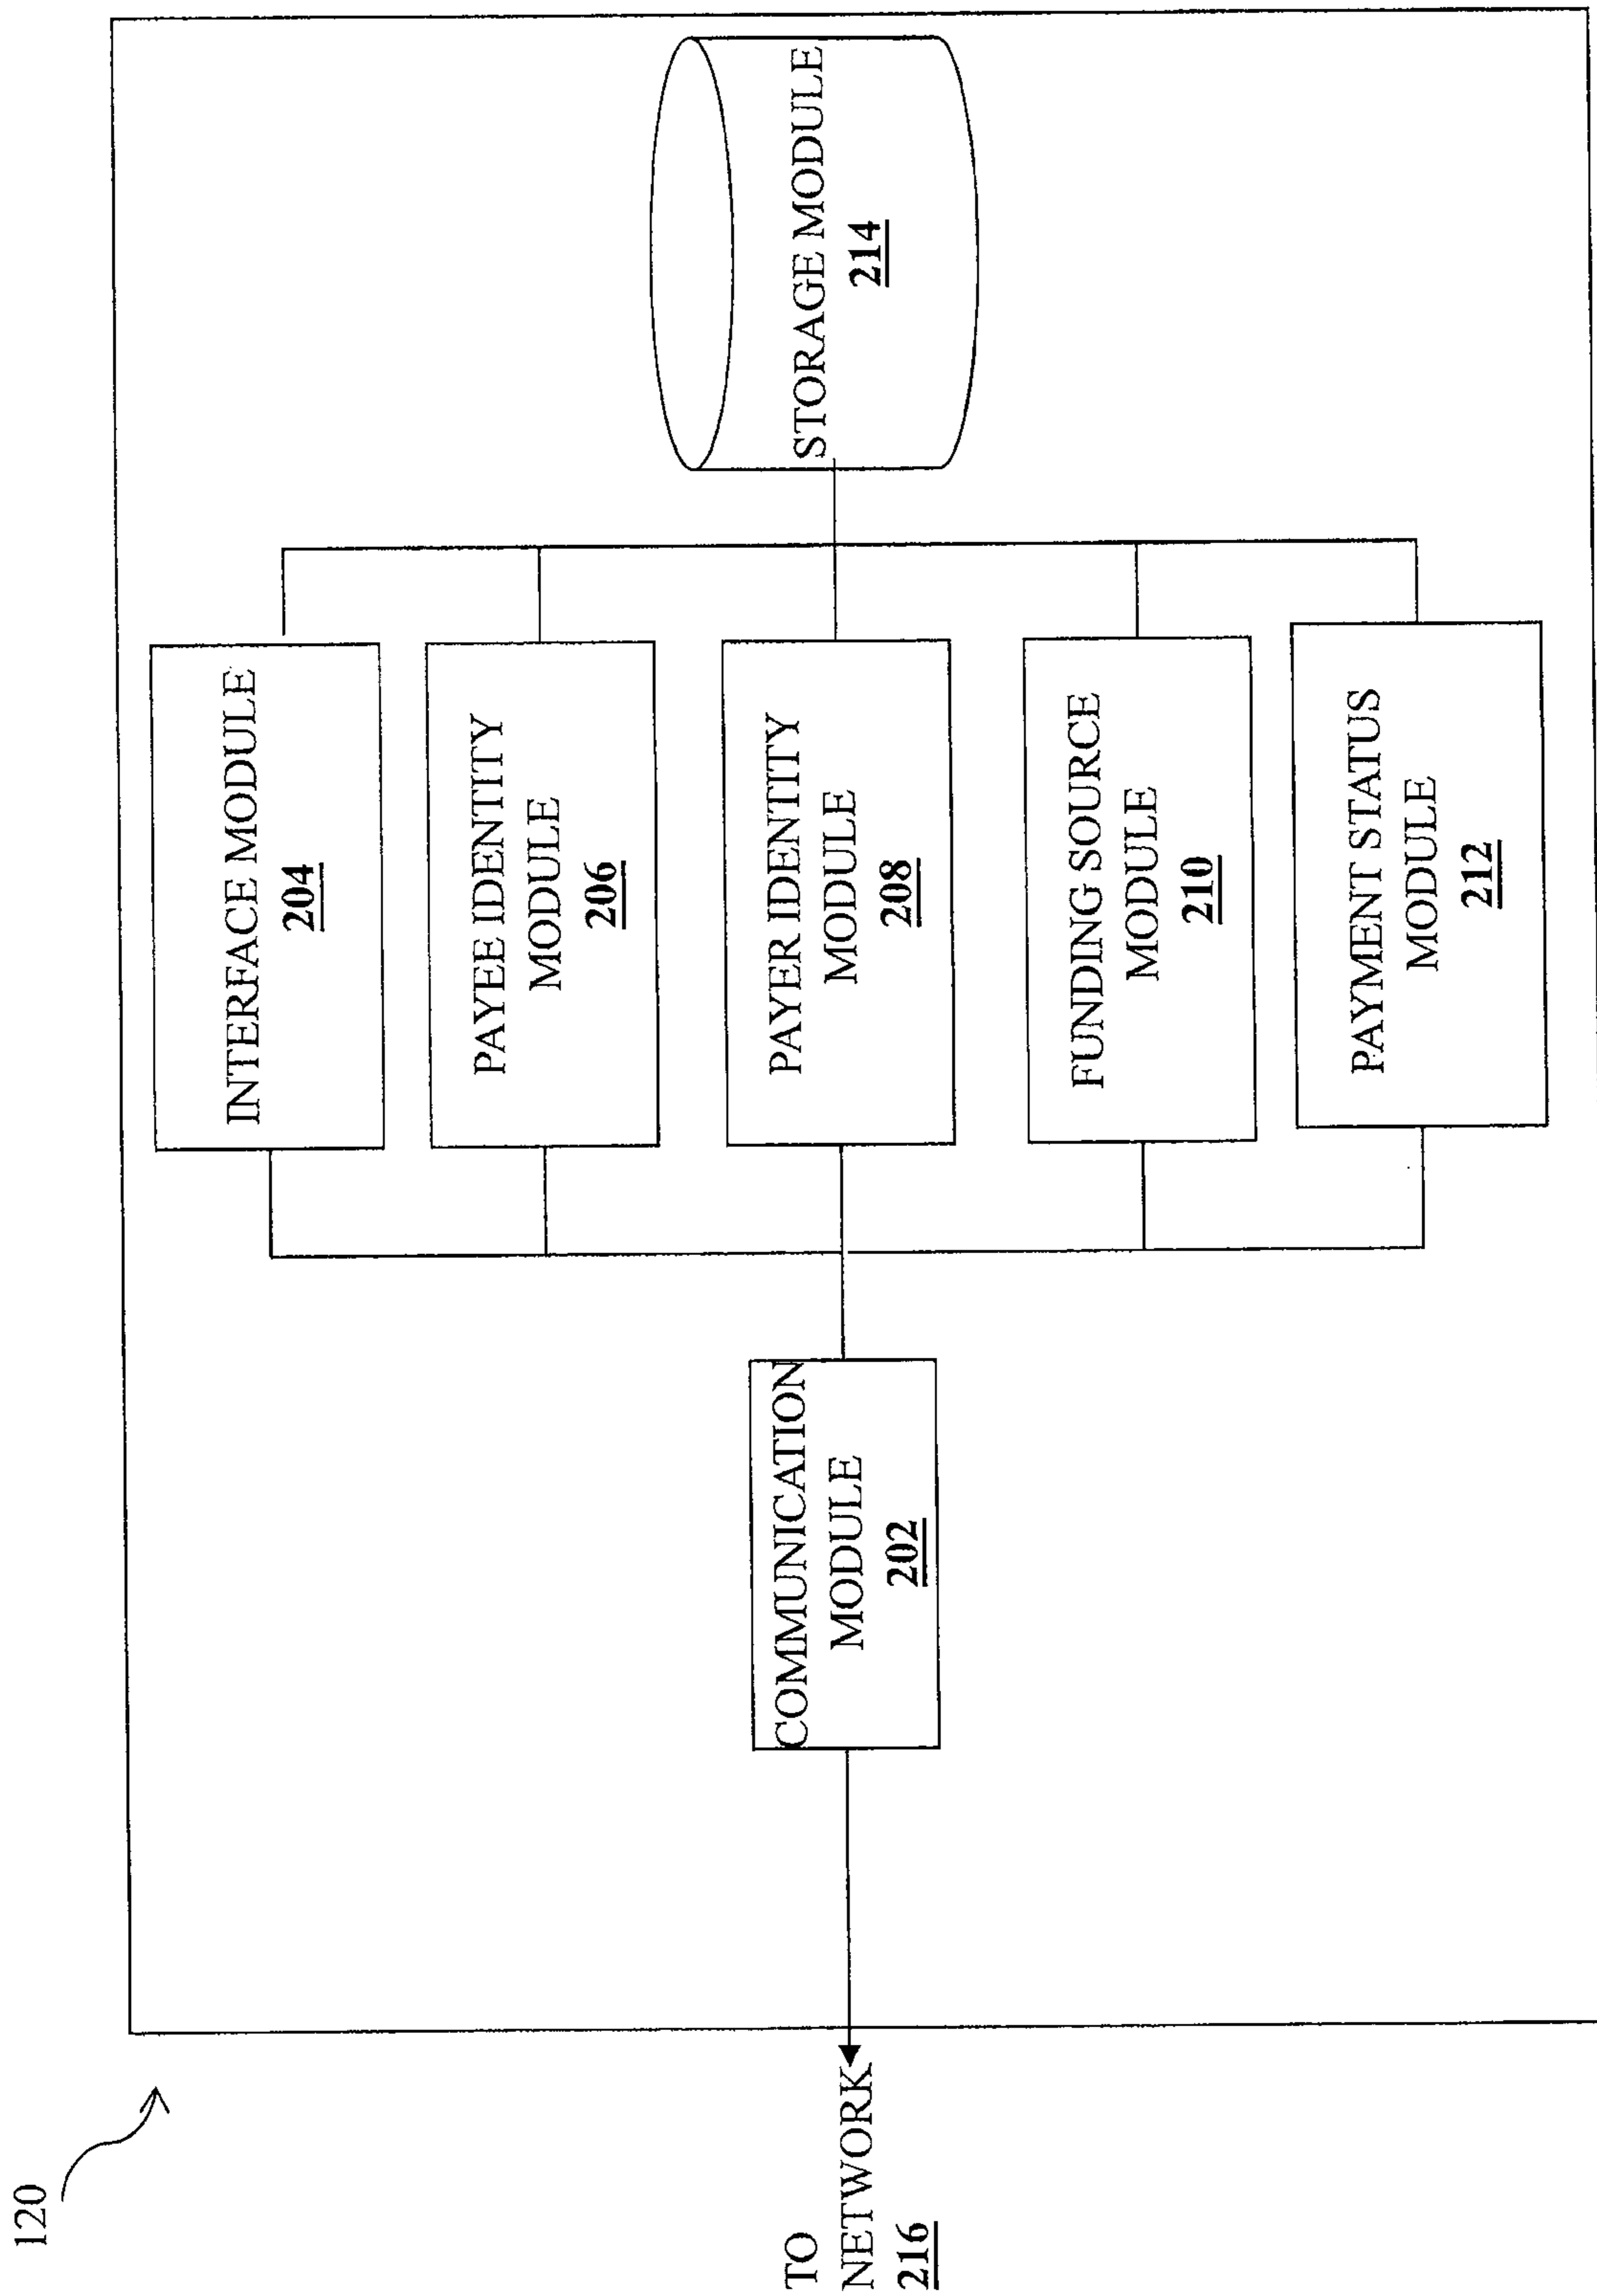 120
TO
NETWORK
216
COMMUNICATION
MODULE
202
INTERFACE MODULE
204
PAYEE IDENTITY
MODULE
206
PAYER IDENTITY
MODULE
208
FUNDING SOURCE
MODULE
210
PAYMENT STATUS
MODULE
212
STORAGE MODULE
214